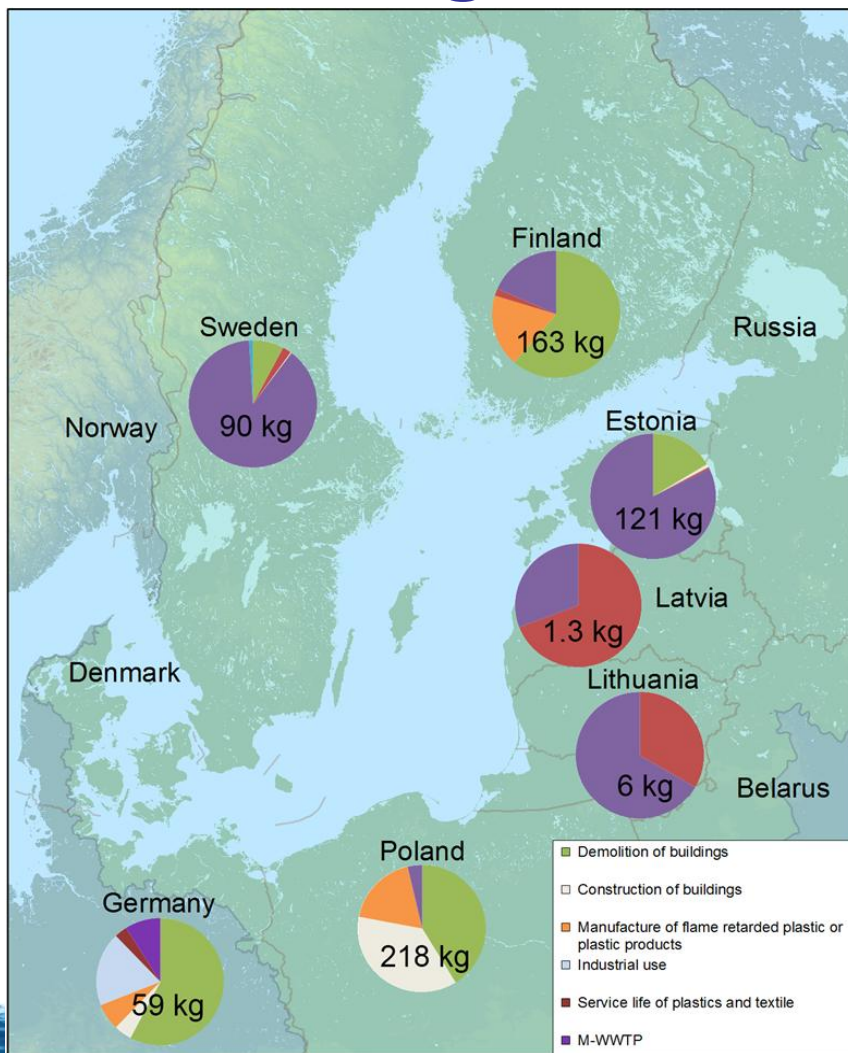 Finland
163 kg
Sweden
90 kg
Russia
Norway
Estonia
121 kg
Latvia
1.3 kg
Denmark
Lithuania
6 kg
Belarus
Poland
218 kg
Germany
59 kg
Demolition of buildings
Construction of buildings
Manufacture of flame retarded plastic or
plastic products
Industrial use
Service life of plastics and textile
M-WWTP